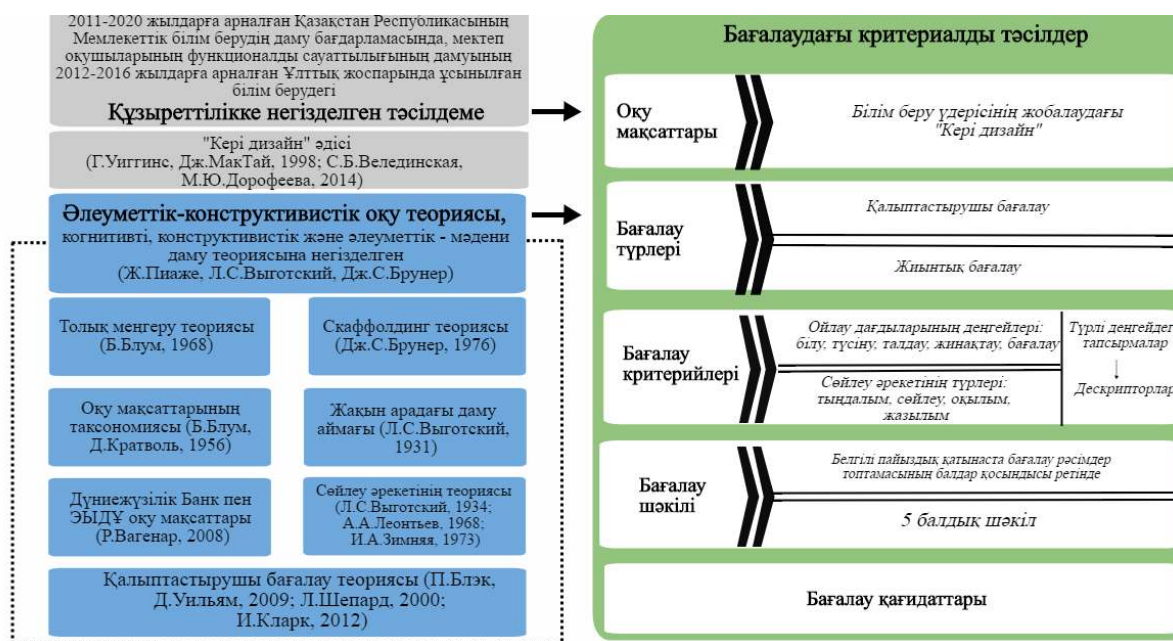 2011-2020 жылдарға арналған Қазақстан Республикасының
Мемлекеттік білім берудің даму бағдарламасында, мектеп
оқушыларының функционалды сауаттылығының дамуының
2012-2016 жылдарға арналған Ұлттық жоспарында ұсынылған
білім берудегі
Құзыреттілікке негізделген тәсілдеме
"Кері дизайн" әдісі
(Г.Уиггинс, Дж.МакТай, 1998; С.Б.Велединская,
М.Ю.Дорофеева, 2014)
Әлеуметтік-конструктивистік оқу теориясы,
когнитивті, конструктивистік және әлеуметтік - мәдени
даму теориясына негізделген
(Ж.Пиаже, Л.С.Выготский, Дж.С.Брунер)
Толық меңгеру теориясы
(Б.Блум, 1968)
Скаффолдинг теориясы
(Дж.С.Брунер, 1976)
Оқу мақсаттарының
таксономиясы (Б.Блум,
Д.Кратволь, 1956)
Жақын арадағы даму
аймағы (Л.С.Выготский,
1931)
Дүниежүзілік Банк пен
ЭЫДҰ оқу мақсаттары
(Р.Вагенар, 2008)
Сөйлеу әрекетінің теориясы
(Л.С.Выготский, 1934;
А.А.Леонтьев, 1968;
И.А.Зимняя, 1973)
Қалыптастырушы бағалау теориясы (П.Блэк,
Д.Уильям, 2009; Л.Шепард, 2000;
И.Кларк, 2012)
Бағалаудағы критериалды тәсілдер
Оқу
мақсаттары
Білім беру үдерісінің жобалаудағы
"Кері дизайн"
Бағалау
түрлері
Қалыптастырушы бағалау
Жиынтық бағалау
Бағалау
критерийлері
Ойлау дағдыларының деңгейлері:
білу, түсіну, талдау, жинақтау, бағалау
Сөйлеу әрекетінің түрлері:
тыңдалым, сөйлеу, оқылым,
жазылым
Түрлі деңгейдег
тапсырмалар
Дескрипторлар
Бағалау
шәкілі
Белгілі пайыздық қатынаста бағалау рәсімдер
топтамасының балдар қосындысы ретінде
5 балдық шәкіл
Бағалау қағидаттары